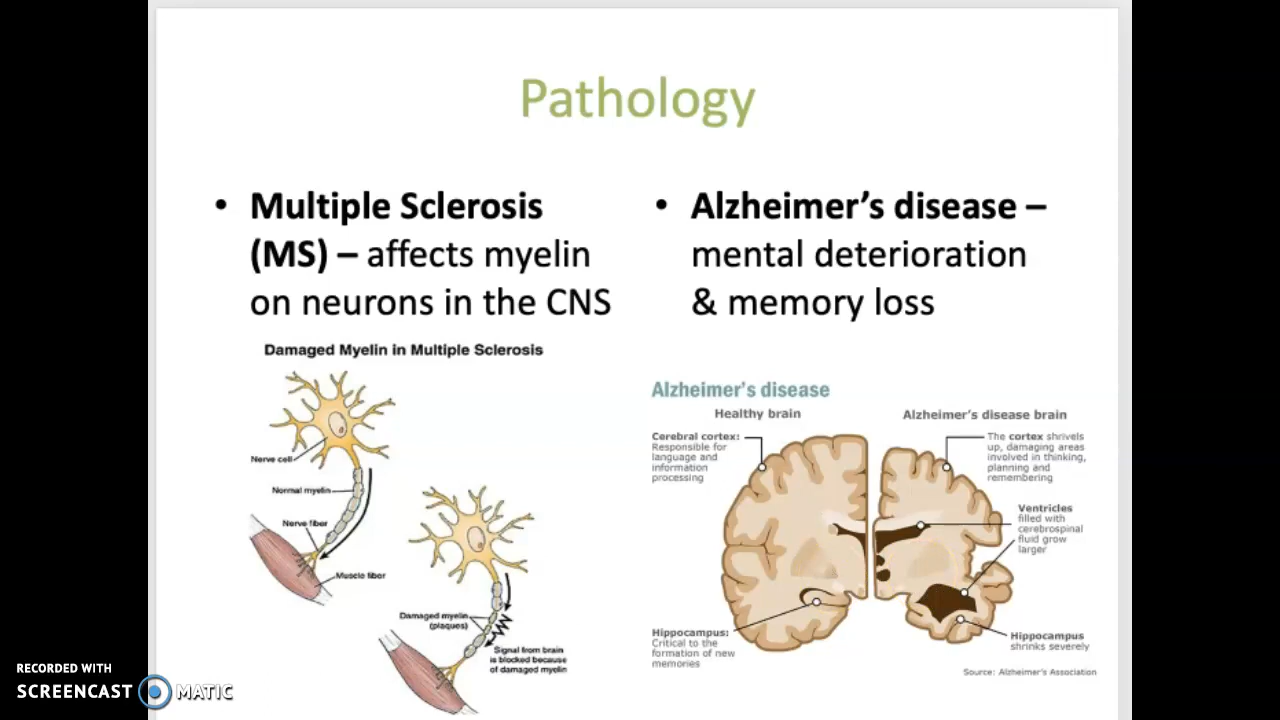 Pathology
• Multiple Sclerosis
(MS) – affects myelin
on neurons in the CNS
Damaged Myelin in Multiple Sclerosis
Nerve cell
Normal myelin
Nerve fiber
Muscle fiber
Damaged myelin
(plaques)
Signal from brain
is blocked because
of damaged myelin
• Alzheimer’s disease –
mental deterioration
& memory loss
Alzheimer's disease
Healthy brain
Cerebral cortex:
Responsible for
language and
information
processing
Hippocampus:
Critical to the
formation of new
memories
Alzheimer's disease brain
The cortex shrivels
up, damaging areas
involved in thinking,
planning and
remembering
Ventricles
filled with
cerebrospinal
fluid grow
larger
Hippocampus
shrinks severely
Source: Alzheimer's Association
RECORDED WITH
SCREENCAST MATIC